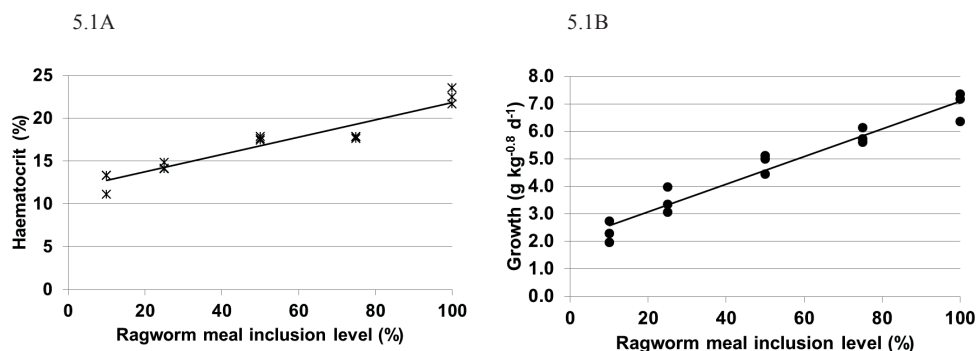 5.1A
5.1B
Haematocrit (%)
25
20
15
10
5
0
0 20 40 60 80 100
Ragworm meal inclusion level (%)
Growth (g kg-0.8 d-1)
8.0
7.0
6.0
5.0
4.0
3.0
2.0
1.0
0.0
0 20 40 60 80 100
Ragworm meal inclusion level (%)